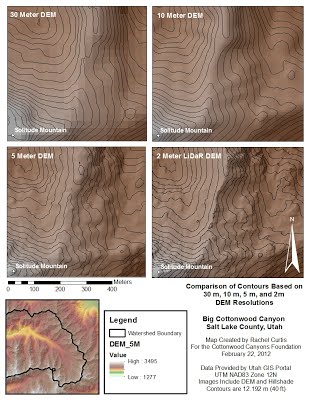 30 Meter DEM
Solitude Mountain
10 Meter DEM
Solitude Mountain
5 Meter DEM
Solitude Mountain
2 Meter LiDaR DEM
Solitude Mountain
N
Meters
0 50 100 200 300 400
Comparison of Contours Based on
30 m, 10 m, 5 m, and 2m
DEM Resolutions
Big Cottonwood Canyon
Salt Lake County, Utah
Map Created by Rachel Curtis
For the Cottonwood Canyons Foundation
February 22, 2012
Data Provided by Utah GIS Portal
UTM NAD83 Zone 12N
Images Include DEM and Hillshade
Contours are 12.192 m (40 ft)
Legend
Watershed Boundary
DEM_5M
Value
High : 3495
Low : 1277